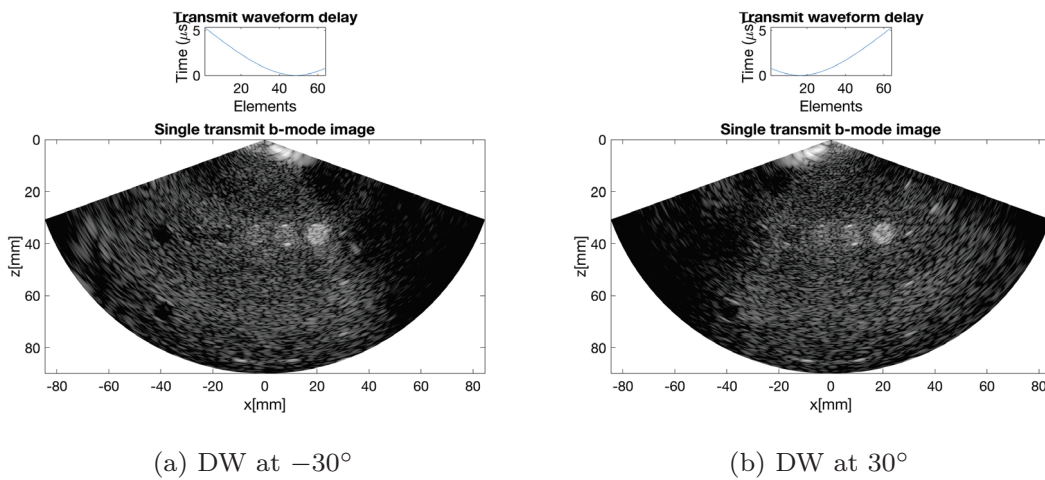 Transmit waveform delay
Time (μs)
5
0
20 40 60
Elements
Single transmit b-mode image
0
20
40
60
80
z[mm]
-80 -60 -40 -20 0 20 40 60 80
x[mm]
(a) DW at −30°
Transmit waveform delay
Time (μs)
5
0
20 40 60
Elements
Single transmit b-mode image
0
20
40
60
80
z[mm]
-80 -60 -40 -20 0 20 40 60 80
x[mm]
(b) DW at 30°